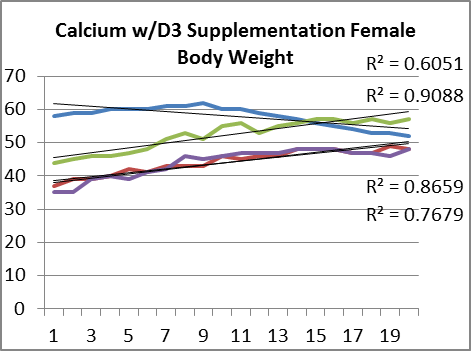 Calcium w/D3 Supplementation Female
Body Weight
R² = 0.6051
70
R² = 0.9088
60
50
40
R² = 0.8659
30
R² = 0.7679
20
10
0
1 3 5 7 9 11 13 15 17 19